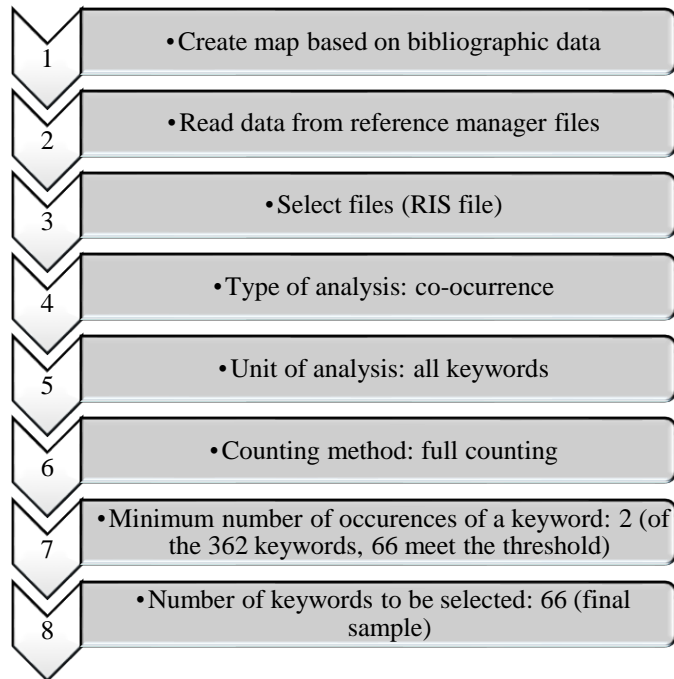 1
•Create map based on bibliographic data
2
•Read data from reference manager files
3
•Select files (RIS file)
4
•Type of analysis: co-ocurrence
5
•Unit of analysis: all keywords
6
•Counting method: full counting
7
•Minimum number of occurences of a keyword: 2 (of
the 362 keywords, 66 meet the threshold)
8
•Number of keywords to be selected: 66 (final
sample)